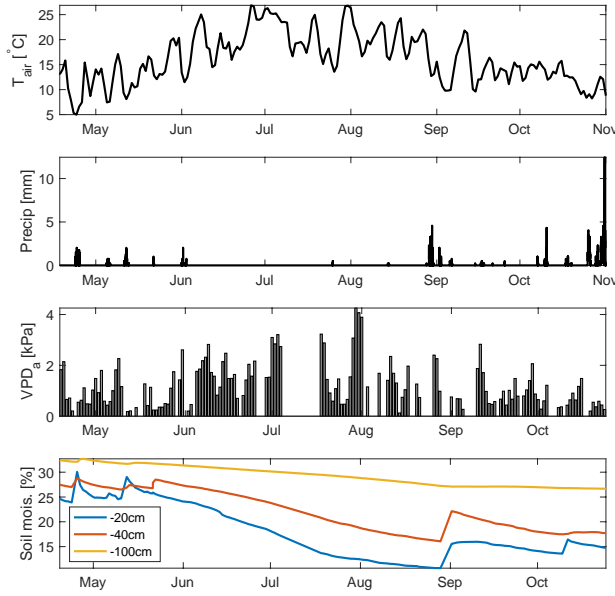 25
20
15
10
5
T_air [°C]
May Jun Jul Aug Sep Oct Nov
10
5
0
Precip [mm]
May Jun Jul Aug Sep Oct Nov
4
2
0
VPD_a [kPa]
May Jun Jul Aug Sep Oct
30
25
20
15
Soil mois. [%]
-20cm
-40cm
-100cm
May Jun Jul Aug Sep Oct